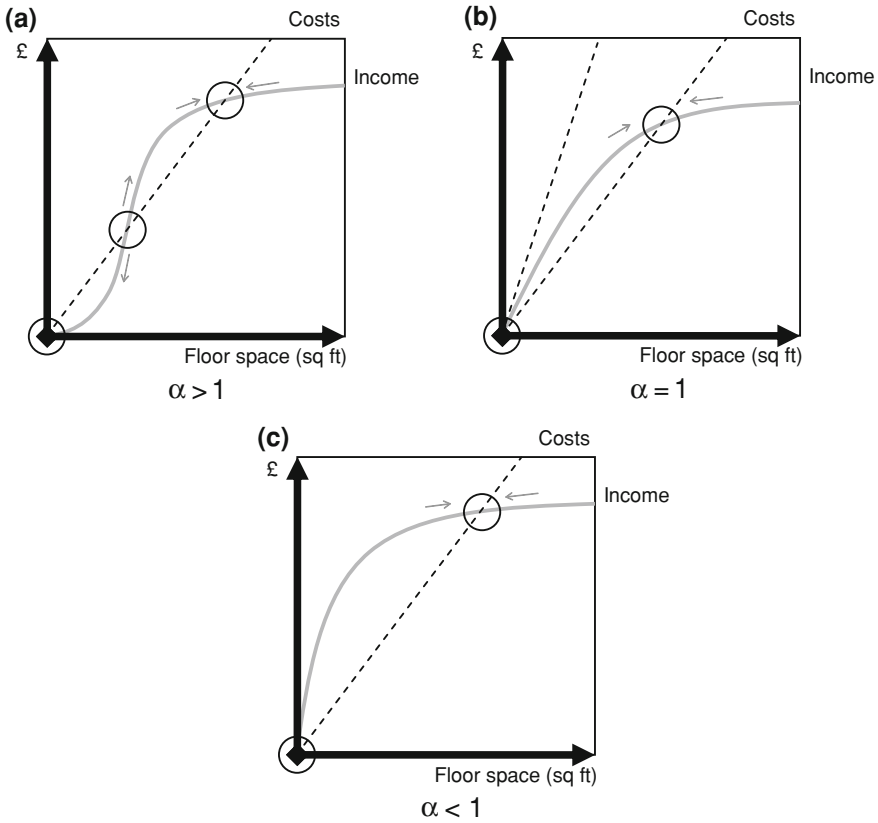 (a)
Costs
£
Income
Floor space (sq ft)
α > 1
(b)
Costs
£
Income
Floor space (sq ft)
α = 1
(c)
Costs
£
Income
Floor space (sq ft)
α < 1